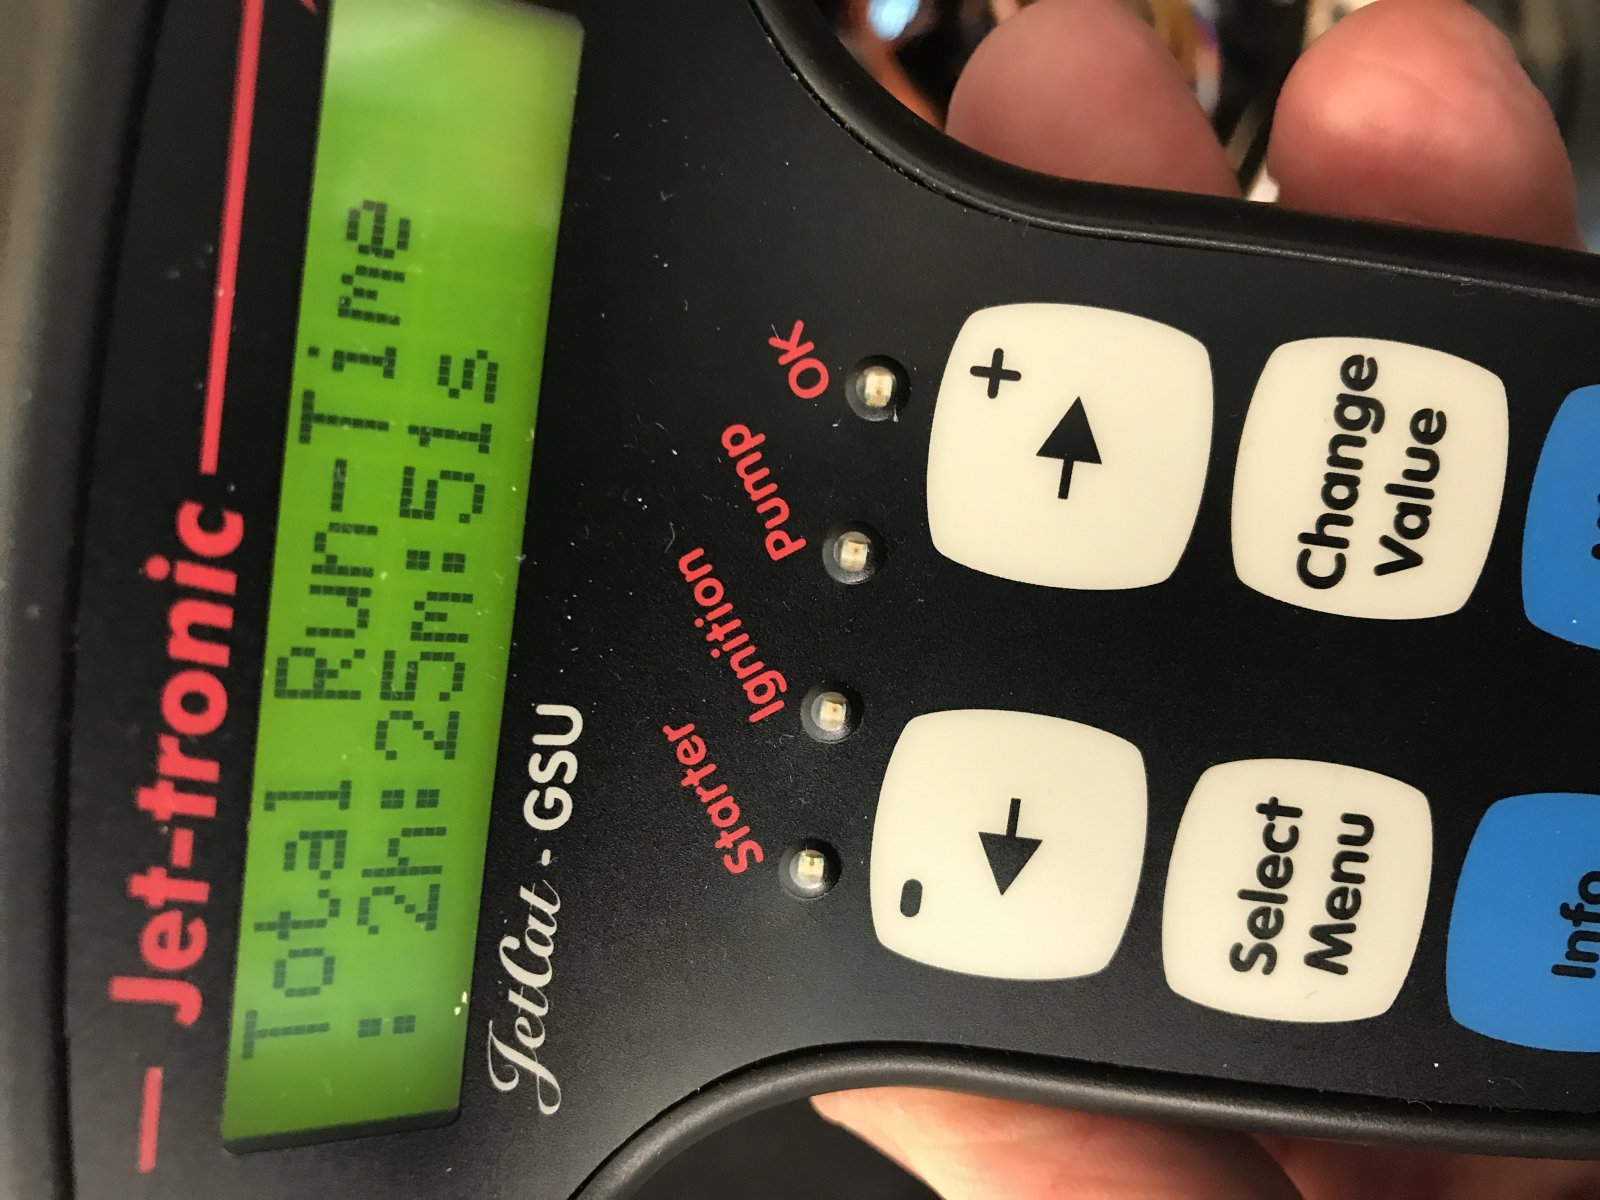 Jet-tronic
Total Run-Time
: 2h:25m:51s
JetCat - GSU
Starter
Ignition
Pump
OK
-
+
Select
Menu
Change
Value
Info